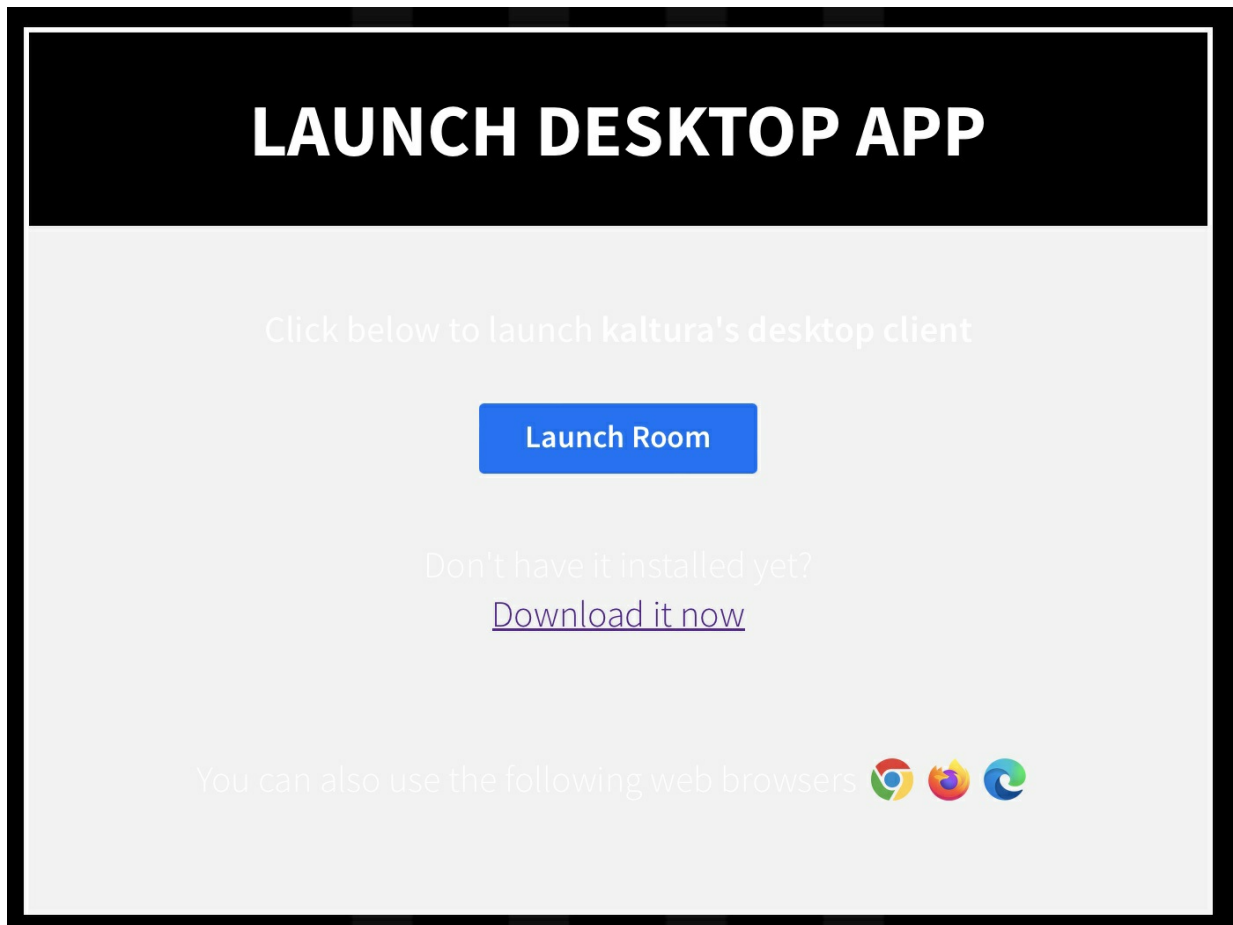 LAUNCH DESKTOP APP
Click below to launch kaltura's desktop client
Launch Room
Don't have it installed yet?
Download it now
You can also use the following web browsers